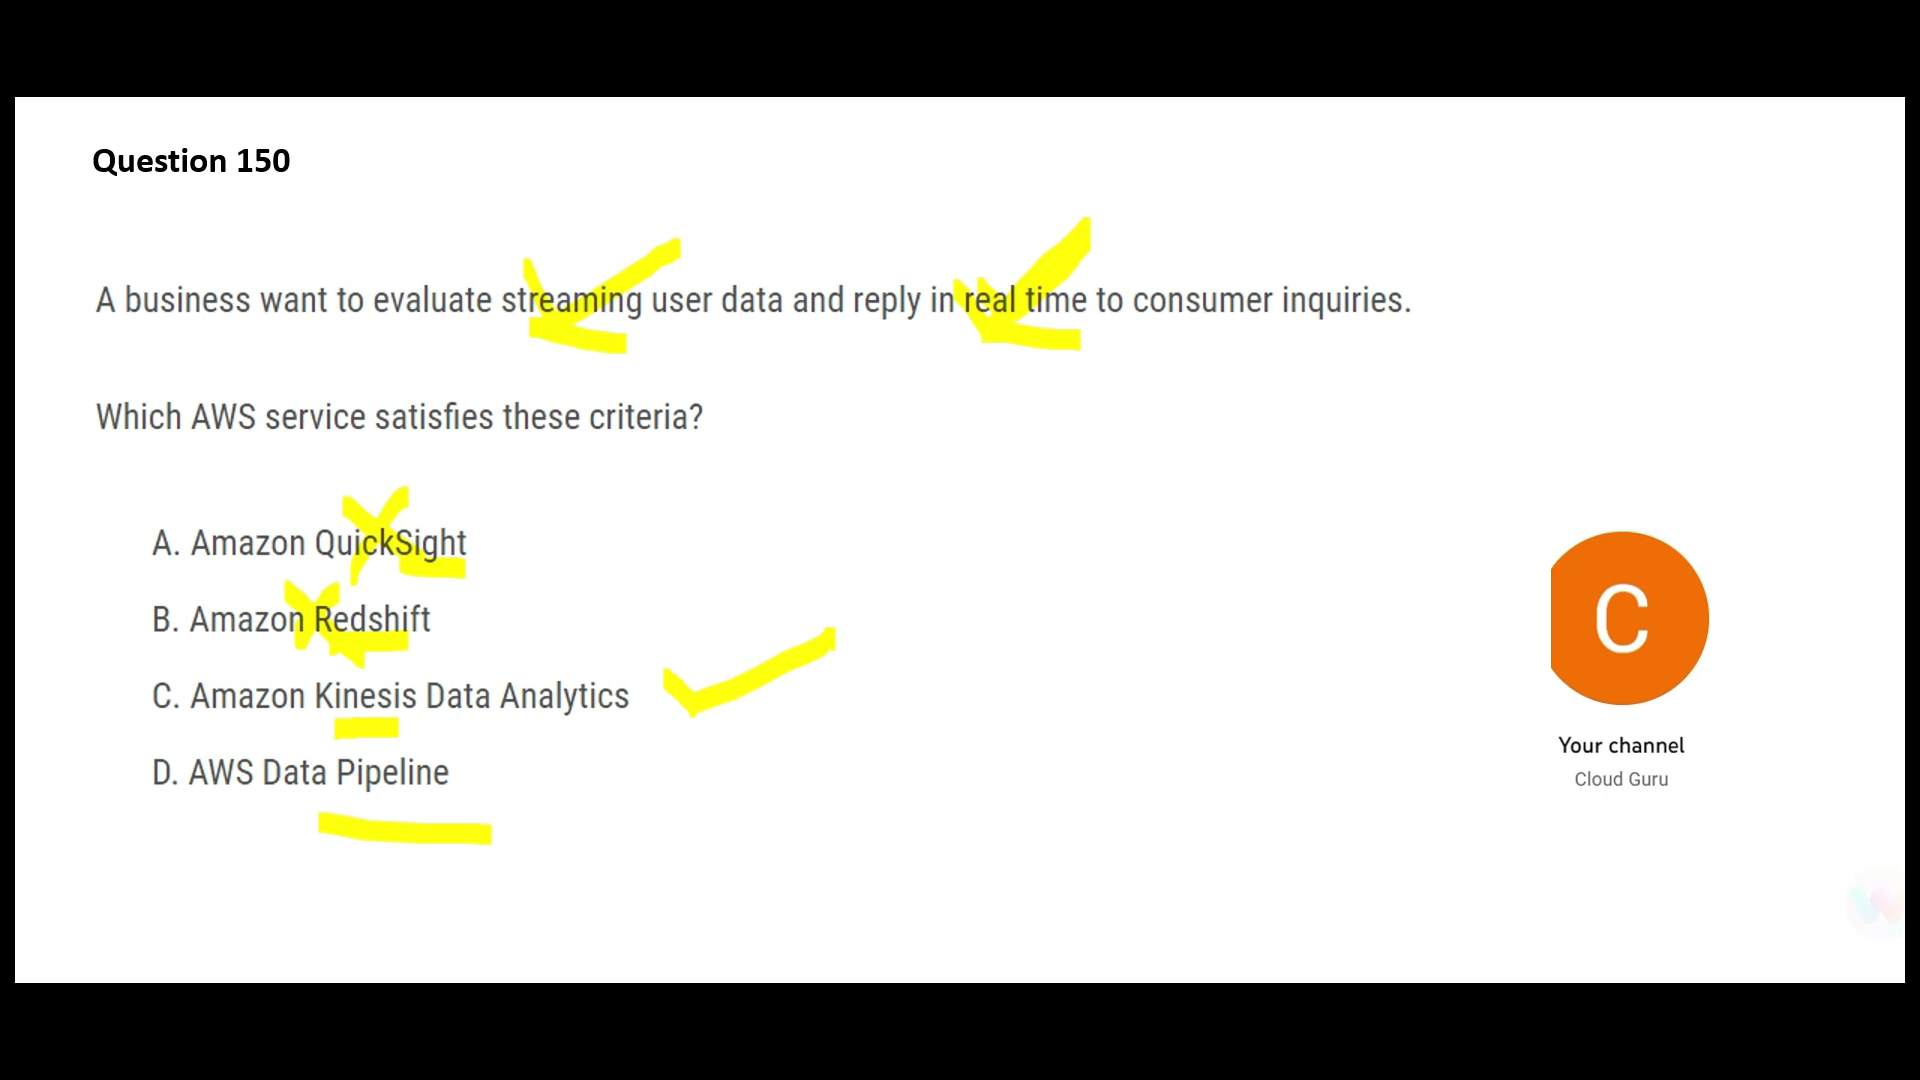 Question 150
A business want to evaluate streaming user data and reply in real time to consumer inquiries.
Which AWS service satisfies these criteria?
A. Amazon QuickSight
B. Amazon Redshift
C. Amazon Kinesis Data Analytics
D. AWS Data Pipeline
C
Your channel
Cloud Guru